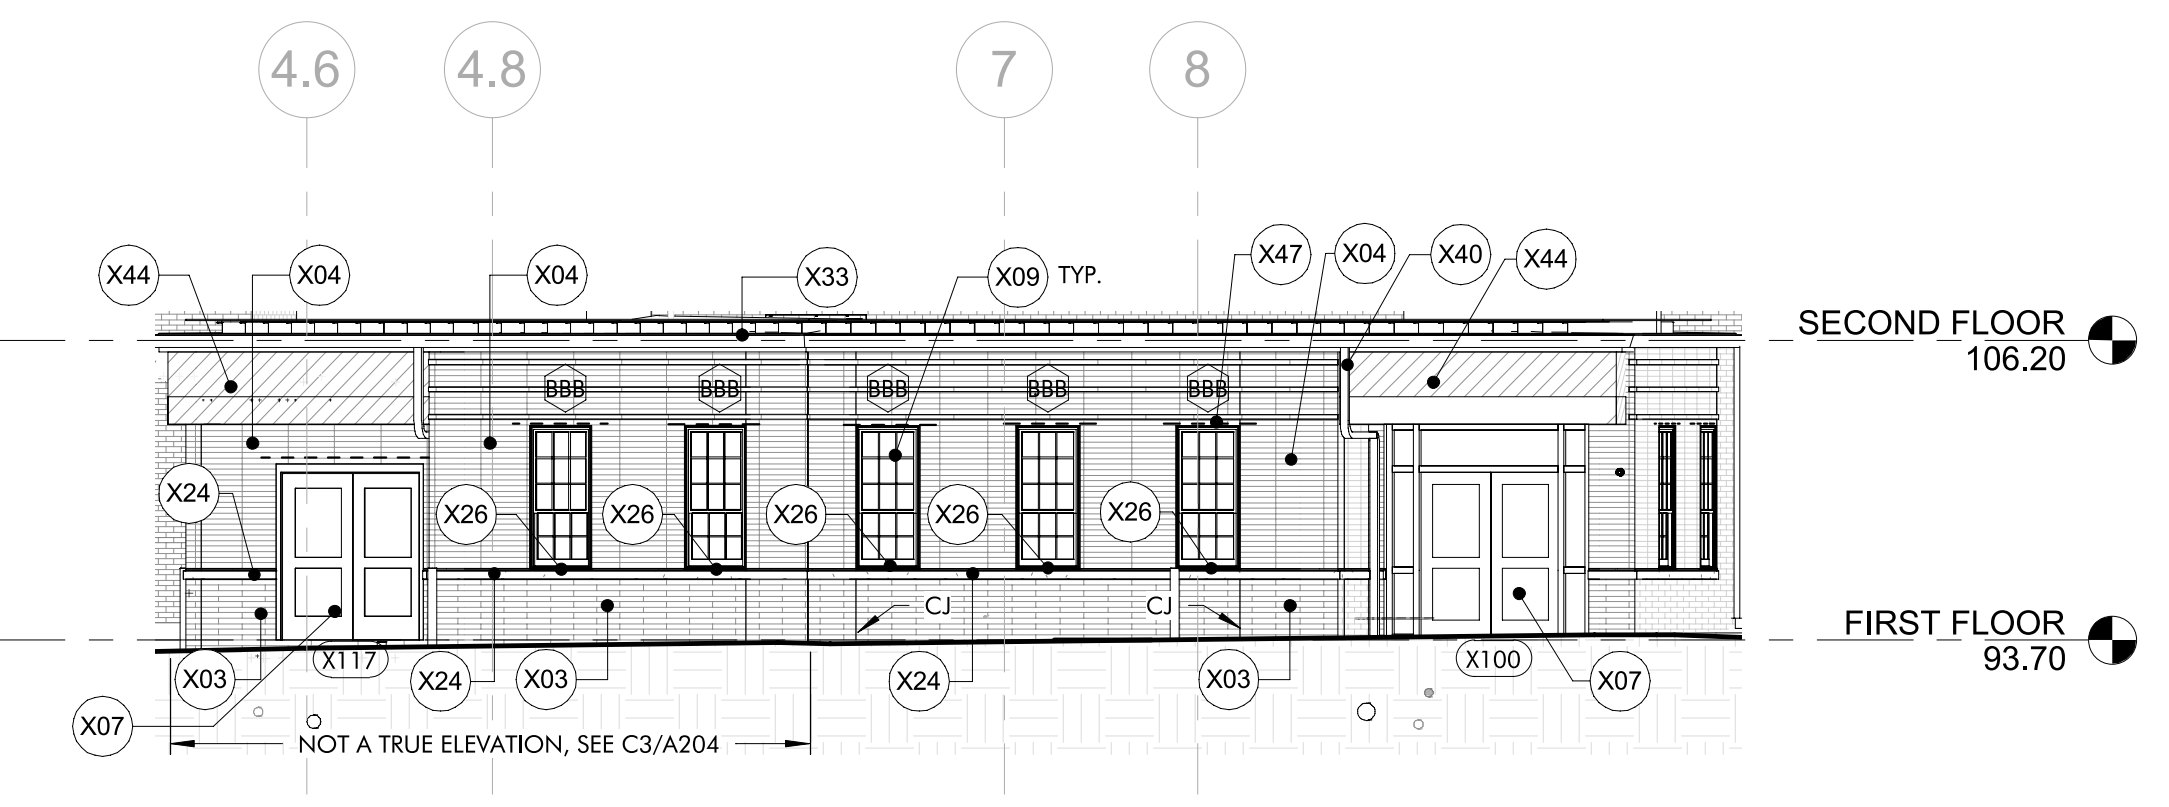 4.6
4.8
7
8
X44
X04
X04
X33
X09 TYP.
X47
X04
X40
X44
SECOND FLOOR
106.20
BBB
BBB
BBB
BBB
BBB
X24
X26
X26
X26
X26
X26
CJ
CJ
FIRST FLOOR
93.70
X117
X100
X03
X24
X03
X24
X03
X07
X07
NOT A TRUE ELEVATION, SEE C3/A204